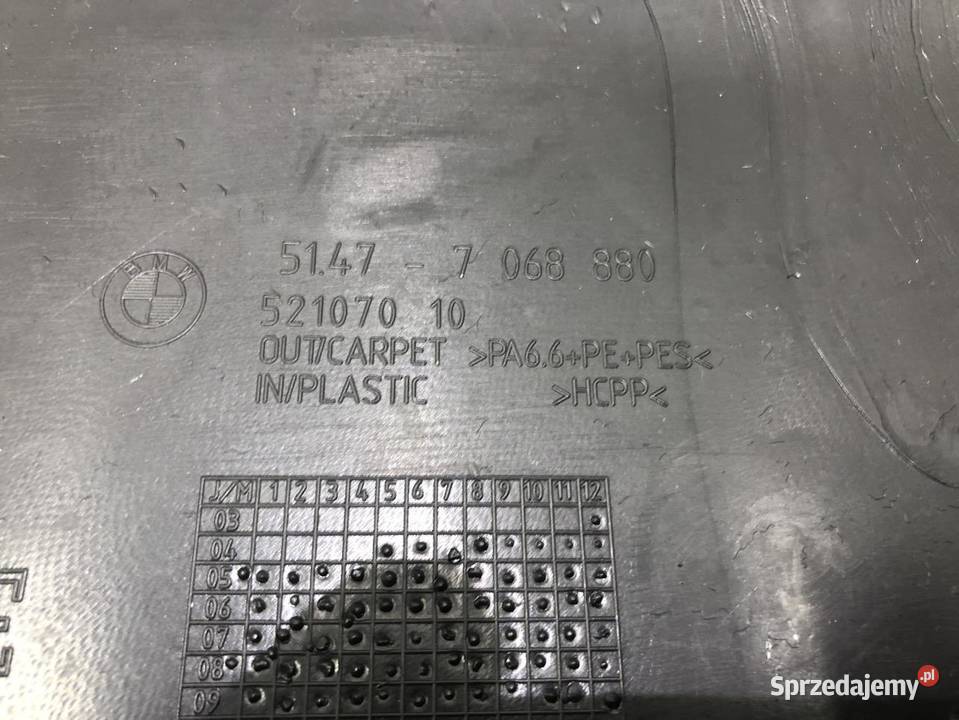 BMW
51.47 - 7 068 880
521070 10
OUT/CARPET >PA6.6+PE+PES<
IN/PLASTIC >HCPP<
J/M 1 2 3 4 5 6 7 8 9 10 11 12
03
04
05
06
07
08
09
Sprzedajemy.pl